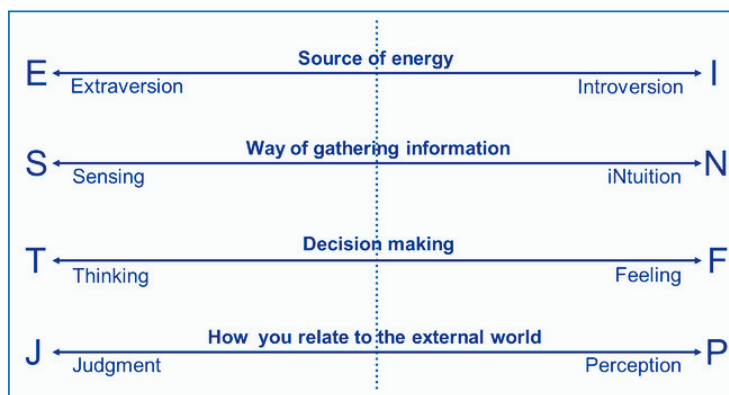 Source of energy
E I
Extraversion Introversion
Way of gathering information
S N
Sensing iNtuition
Decision making
T F
Thinking Feeling
How you relate to the external world
J P
Judgment Perception